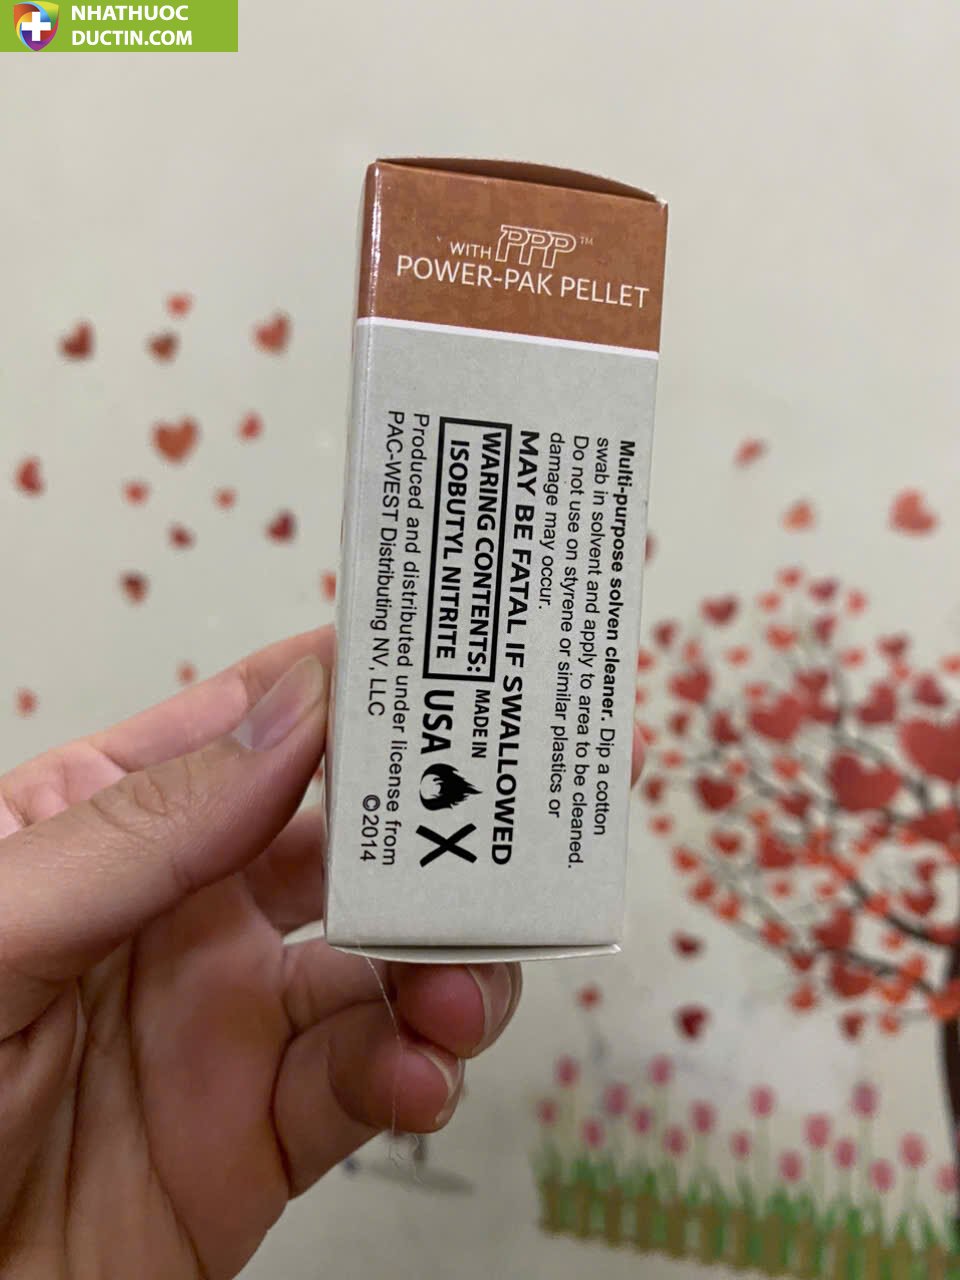 NHATHUOC
DUCTIN.COM
WITH PPP™
POWER-PAK PELLET
Multi-purpose solven cleaner. Dip a cotton
swab in solvent and apply to area to be cleaned.
Do not use on styrene or similar plastics or
damage may occur.
MAY BE FATAL IF SWALLOWED
WARING CONTENTS:
ISOBUTYL NITRITE
MADE IN
USA
X
Produced and distributed under license from
PAC-WEST Distributing NV, LLC
©2014